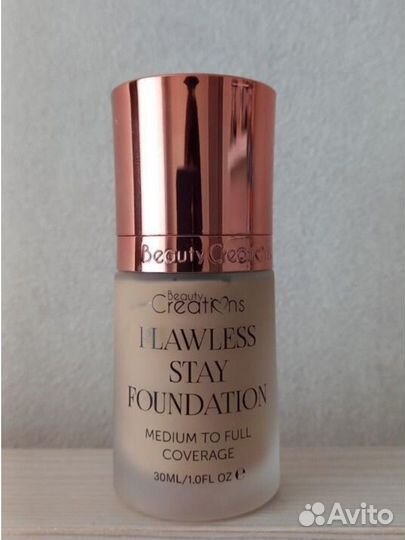 Beauty Creations
Beauty
Creations
FLAWLESS
STAY
FOUNDATION
MEDIUM TO FULL
COVERAGE
30ML/1.0FL OZ ℮
Avito